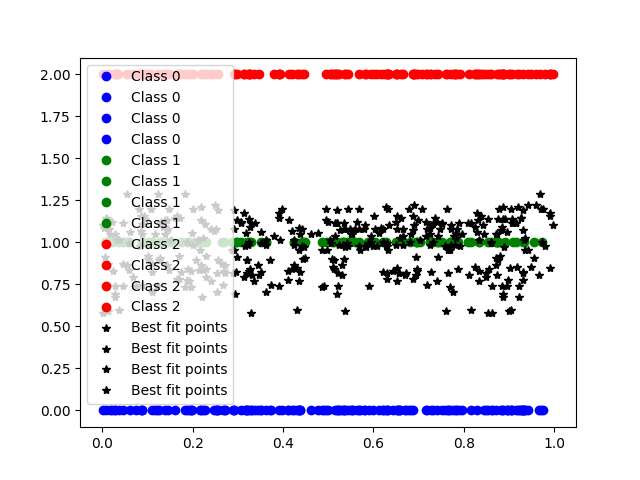 2.00
1.75
1.50
1.25
1.00
0.75
0.50
0.25
0.00
Class 0
Class 0
Class 0
Class 0
Class 1
Class 1
Class 1
Class 1
Class 2
Class 2
Class 2
Class 2
Best fit points
Best fit points
Best fit points
Best fit points
0.0 0.2 0.4 0.6 0.8 1.0